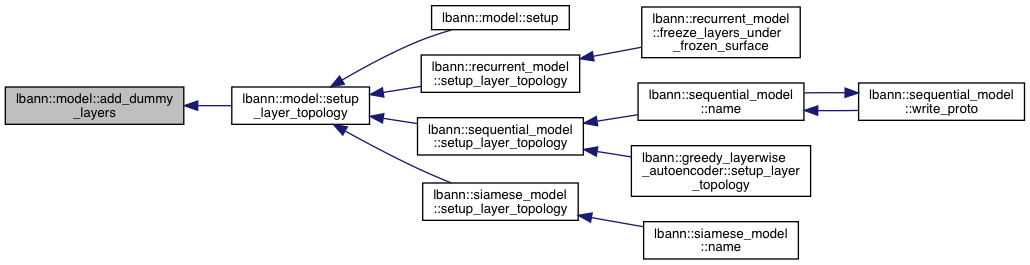 lbann::model::add_dummy
_layers
lbann::model::setup
_layer_topology
lbann::model::setup
lbann::recurrent_model
::setup_layer_topology
lbann::sequential_model
::setup_layer_topology
lbann::siamese_model
::setup_layer_topology
lbann::recurrent_model
::freeze_layers_under
_frozen_surface
lbann::sequential_model
::name
lbann::greedy_layerwise
_autoencoder::setup_layer
_topology
lbann::siamese_model
::name
lbann::sequential_model
::write_proto